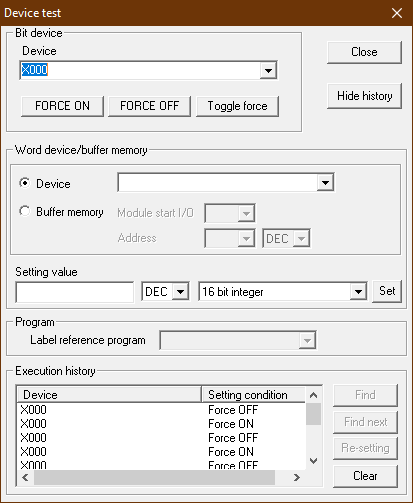 Device test
Bit device
Device
X000
Close
FORCE ON FORCE OFF Toggle force
Hide history
Word device/buffer memory
Device
Buffer memory Module start I/O
Address DEC
Setting value
DEC 16 bit integer Set
Program
Label reference program
Execution history
Device Setting condition
X000 Force OFF
X000 Force ON
X000 Force OFF
X000 Force ON
X000 Force OFF
Find
Find next
Re-setting
Clear